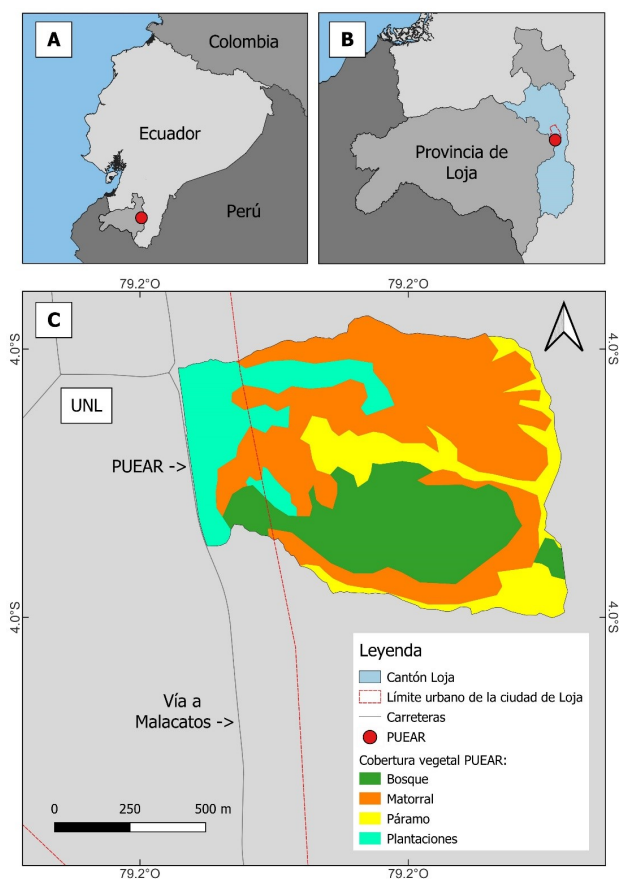 A
Colombia
Ecuador
Perú
B
Provincia de
Loja
79.2°O
79.2°O
C
4.0°S
4.0°S
UNL
PUEAR ->
4.0°S
4.0°S
Vía a
Malacatos ->
Leyenda
Cantón Loja
Límite urbano de la ciudad de Loja
Carreteras
PUEAR
Cobertura vegetal PUEAR:
Bosque
Matorral
Páramo
Plantaciones
0 250 500 m
79.2°O
79.2°O